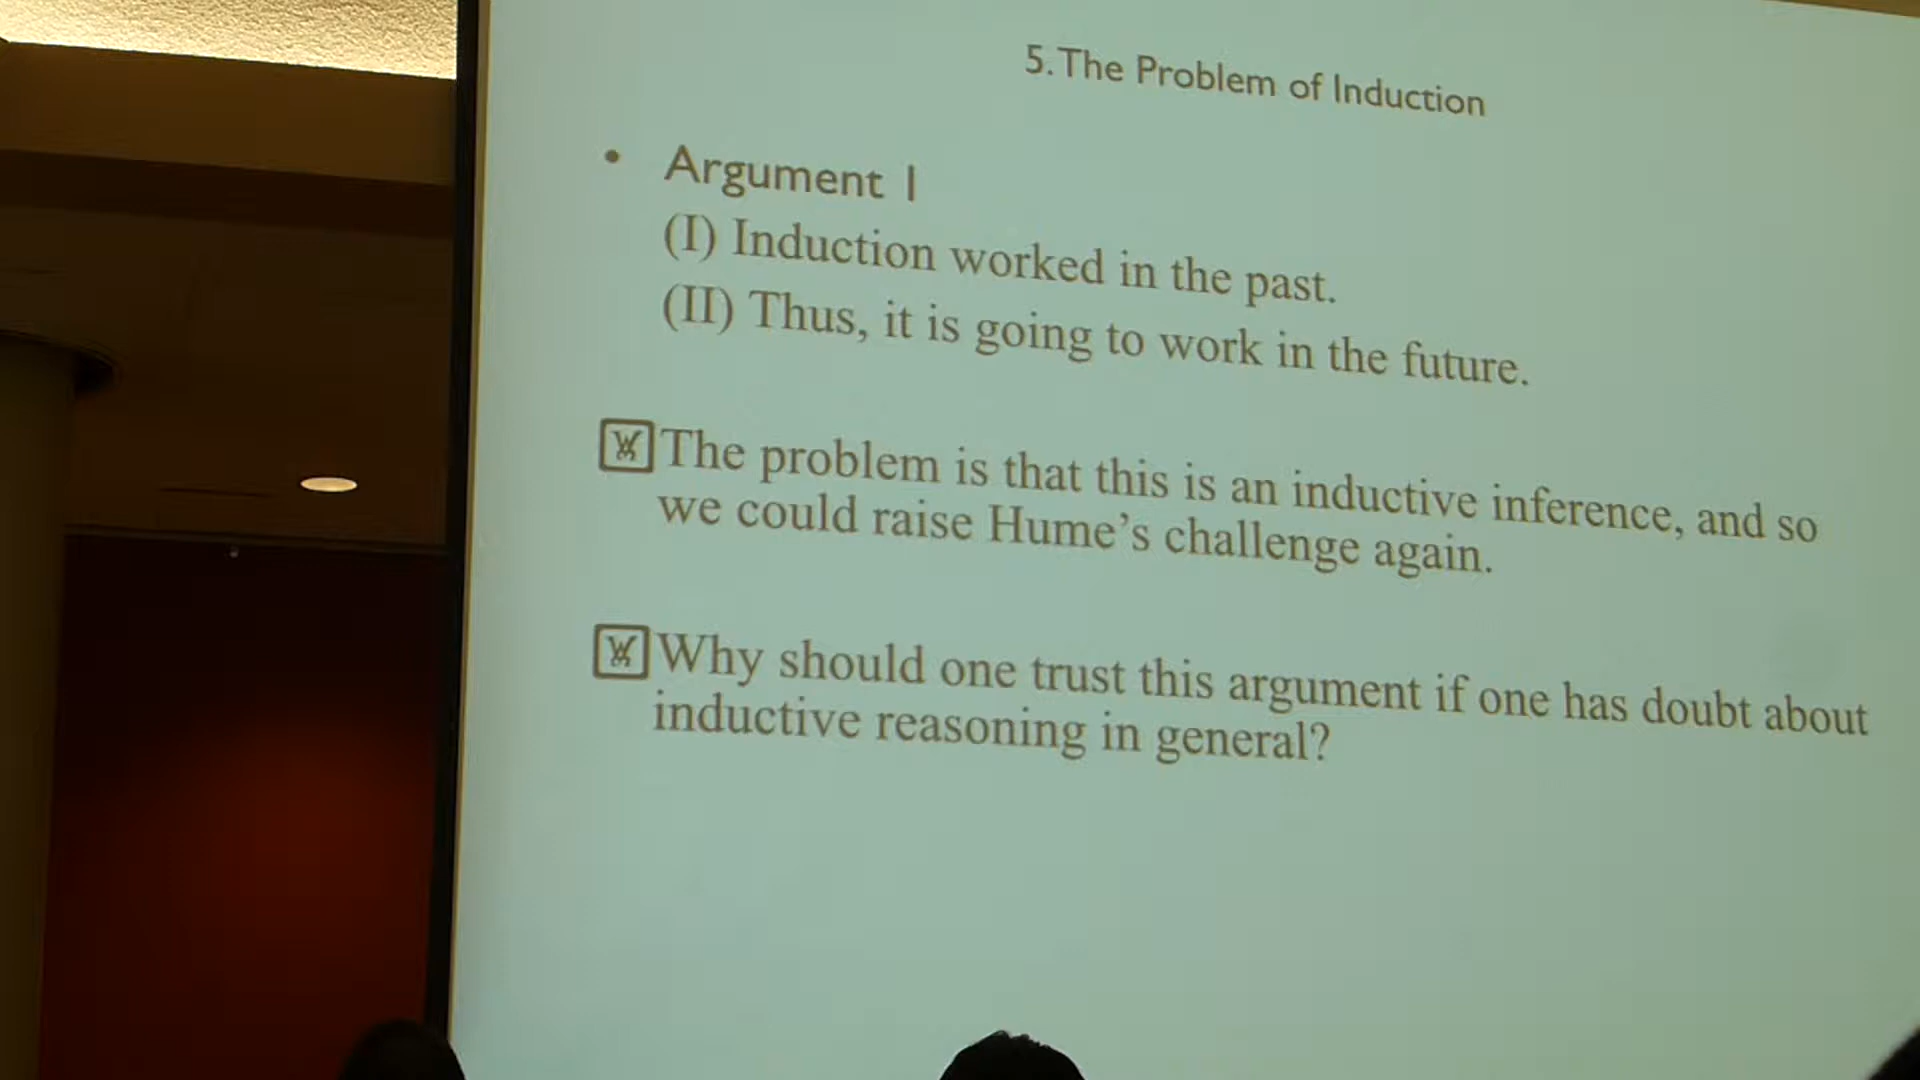 5. The Problem of Induction
• Argument 1
(I) Induction worked in the past.
(II) Thus, it is going to work in the future.
The problem is that this is an inductive inference, and so
we could raise Hume's challenge again.
Why should one trust this argument if one has doubt about
inductive reasoning in general?